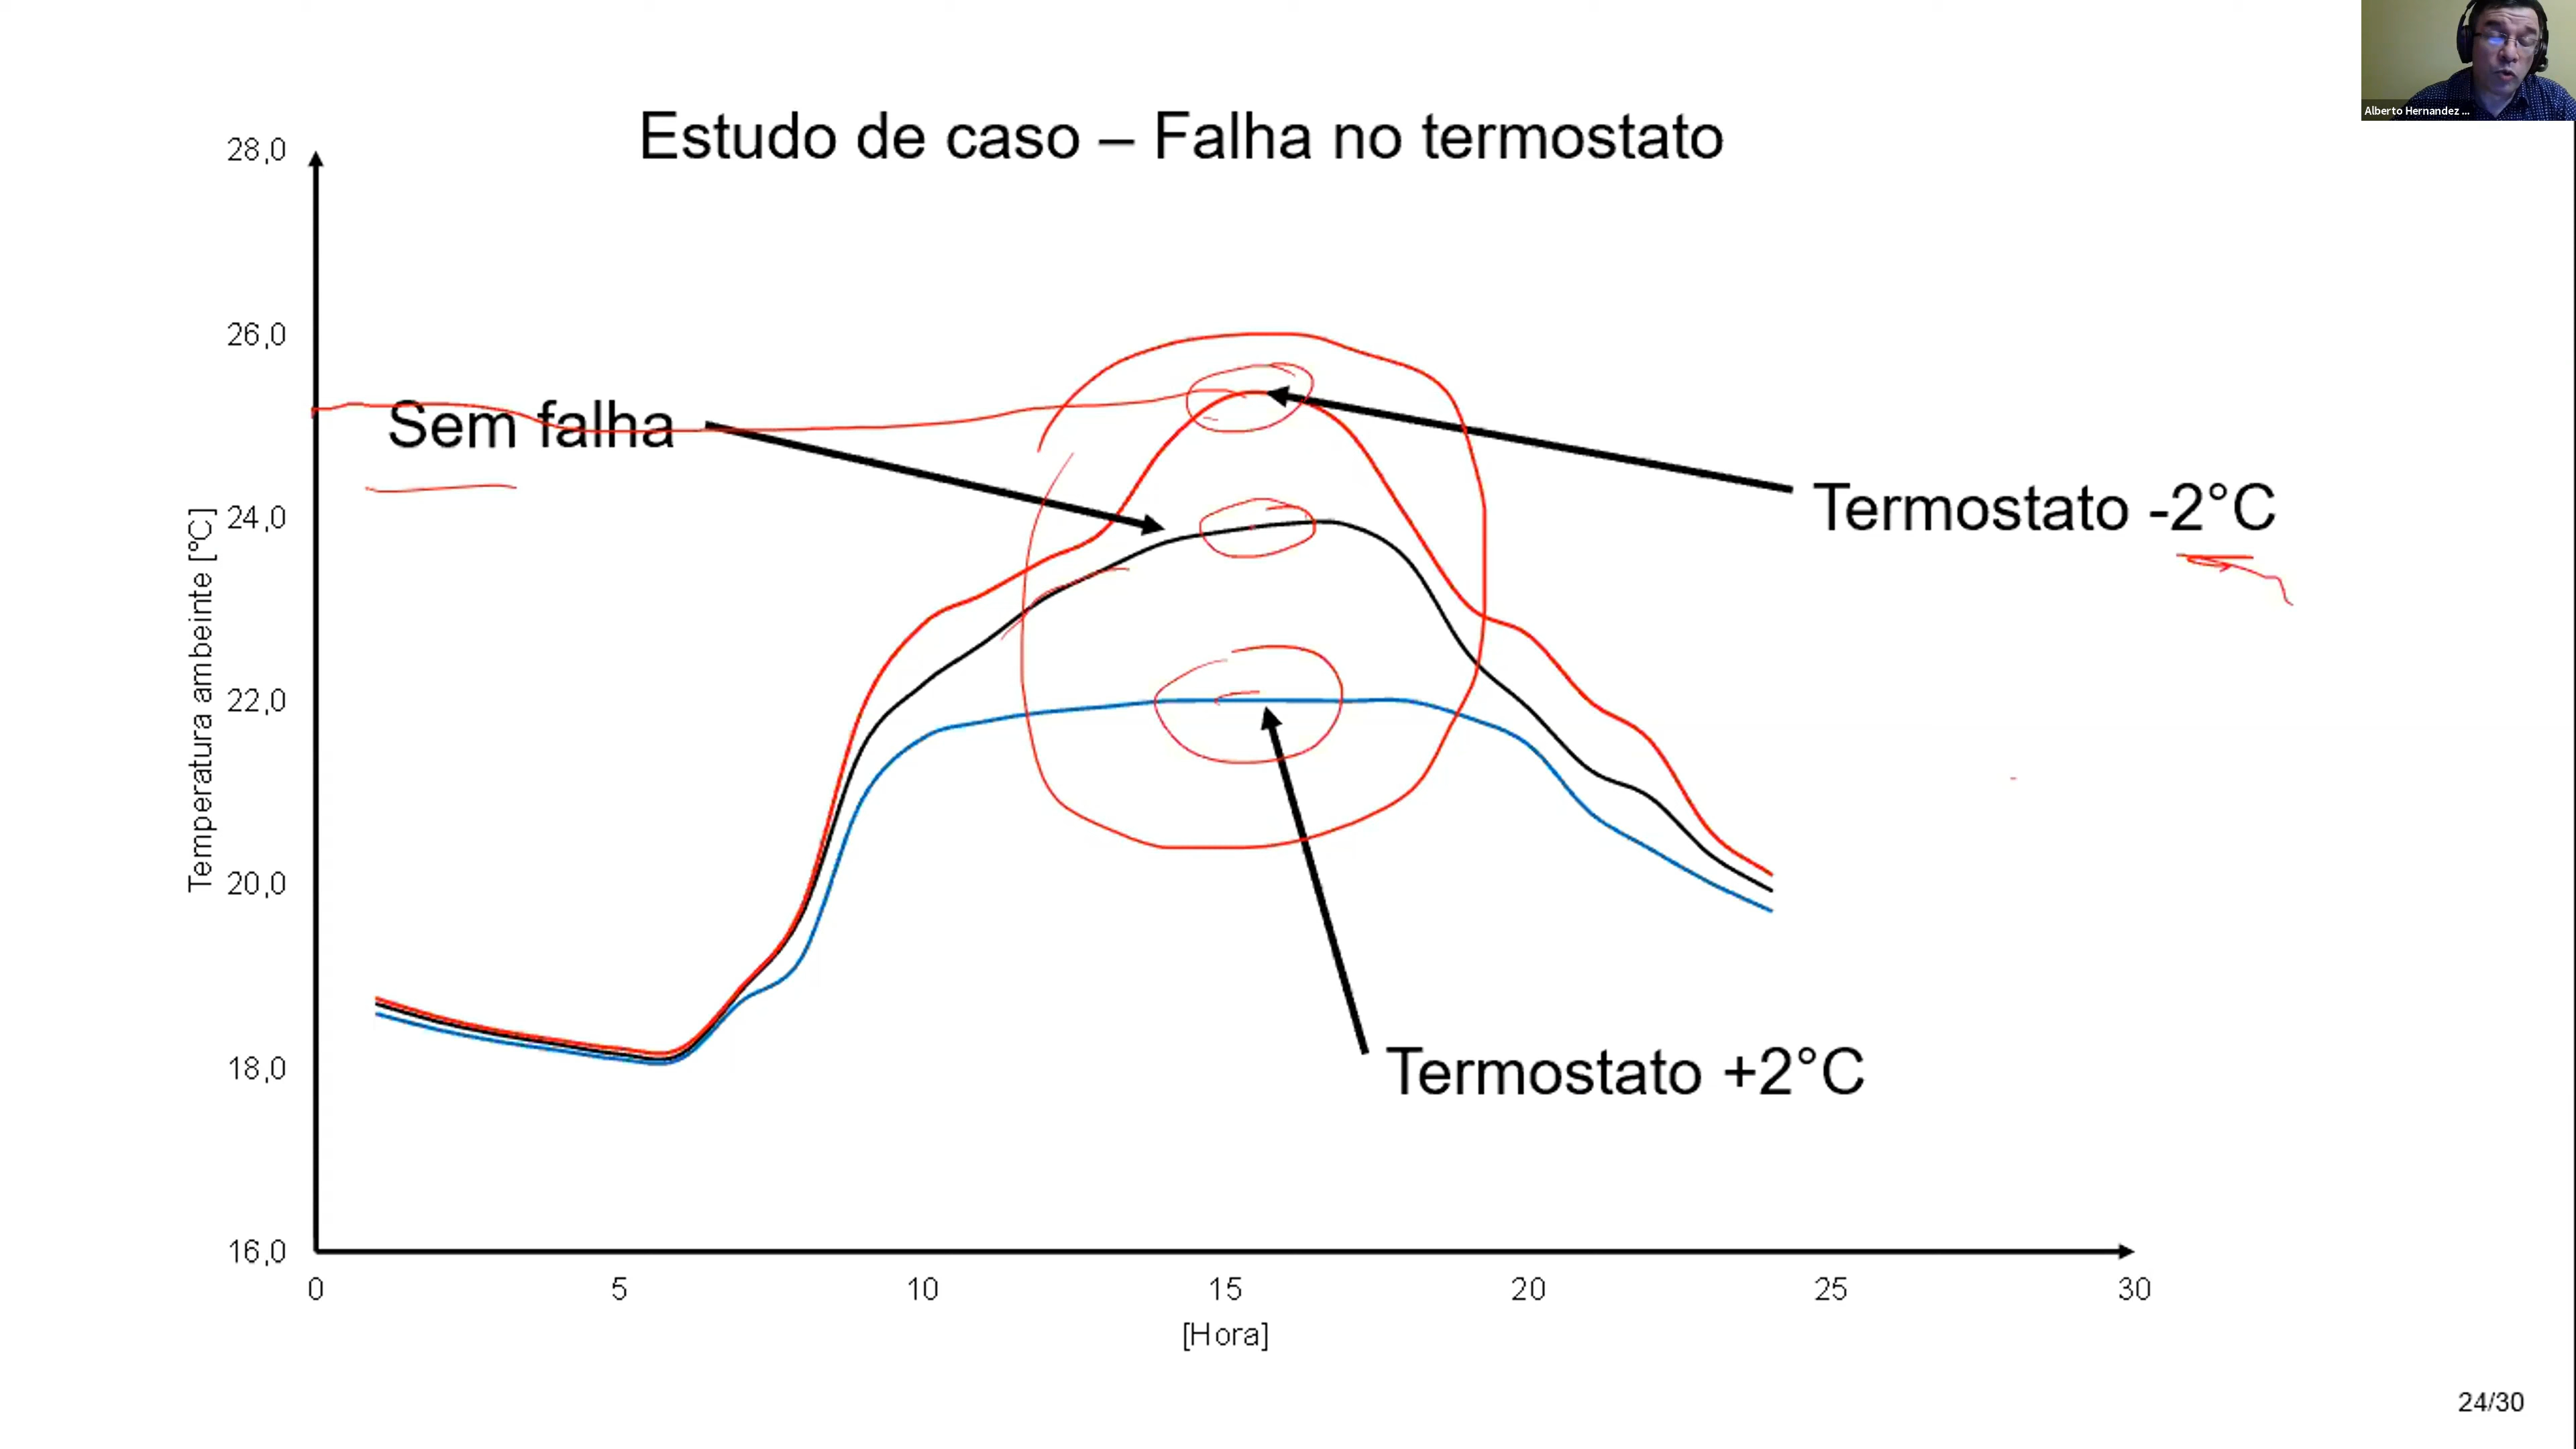 Alberto Hernandez ...
Estudo de caso – Falha no termostato
28,0
26,0
Sem falha
Termostato -2°C
24,0
Temperatura ambeinte [°C]
22,0
20,0
Termostato +2°C
18,0
16,0
0 5 10 15 20 25 30
[Hora]
24/30